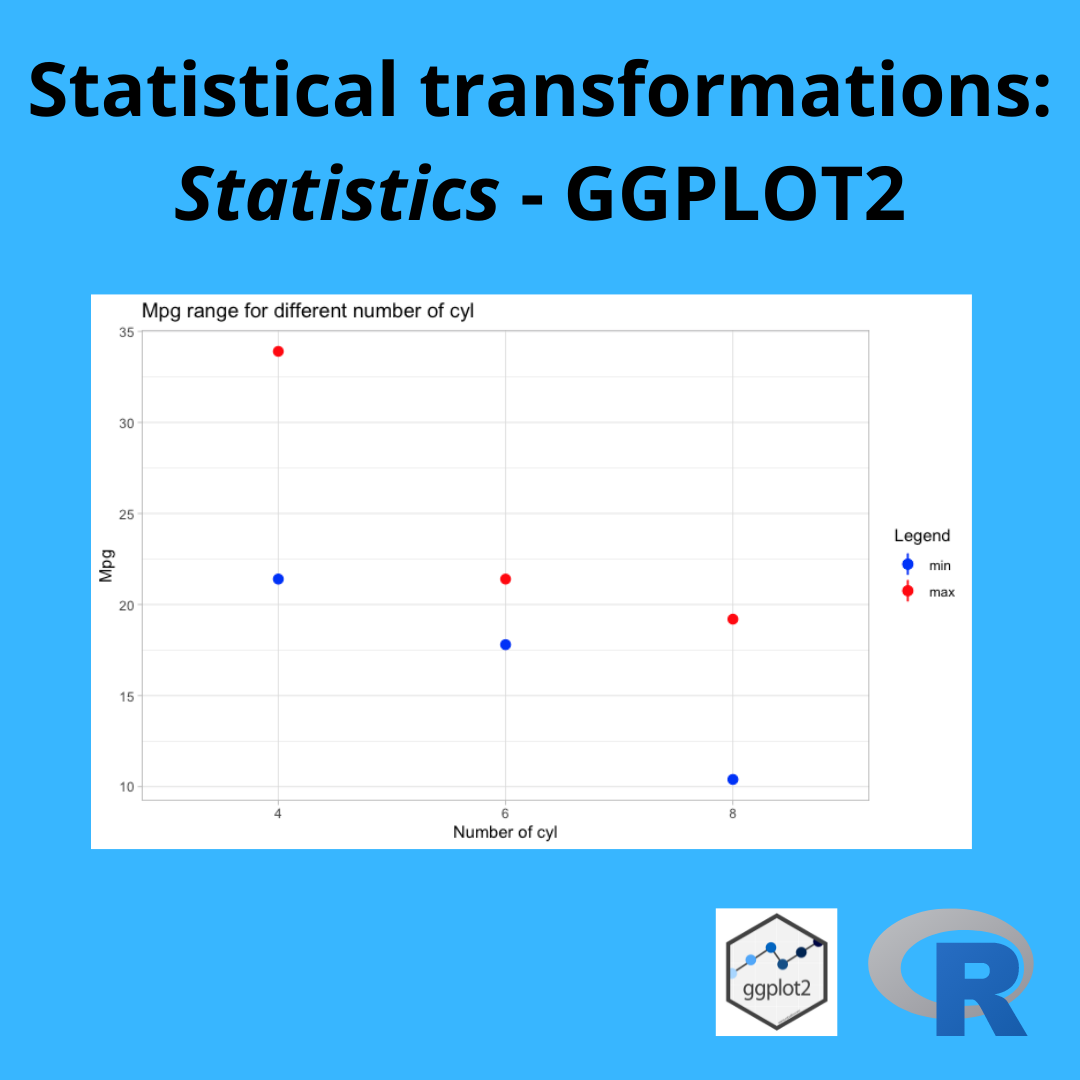 Statistical transformations:
Statistics - GGPLOT2
Mpg range for different number of cyl
35
30
25
20
15
10
Mpg
4 6 8
Number of cyl
Legend
min
max
ggplot2
R